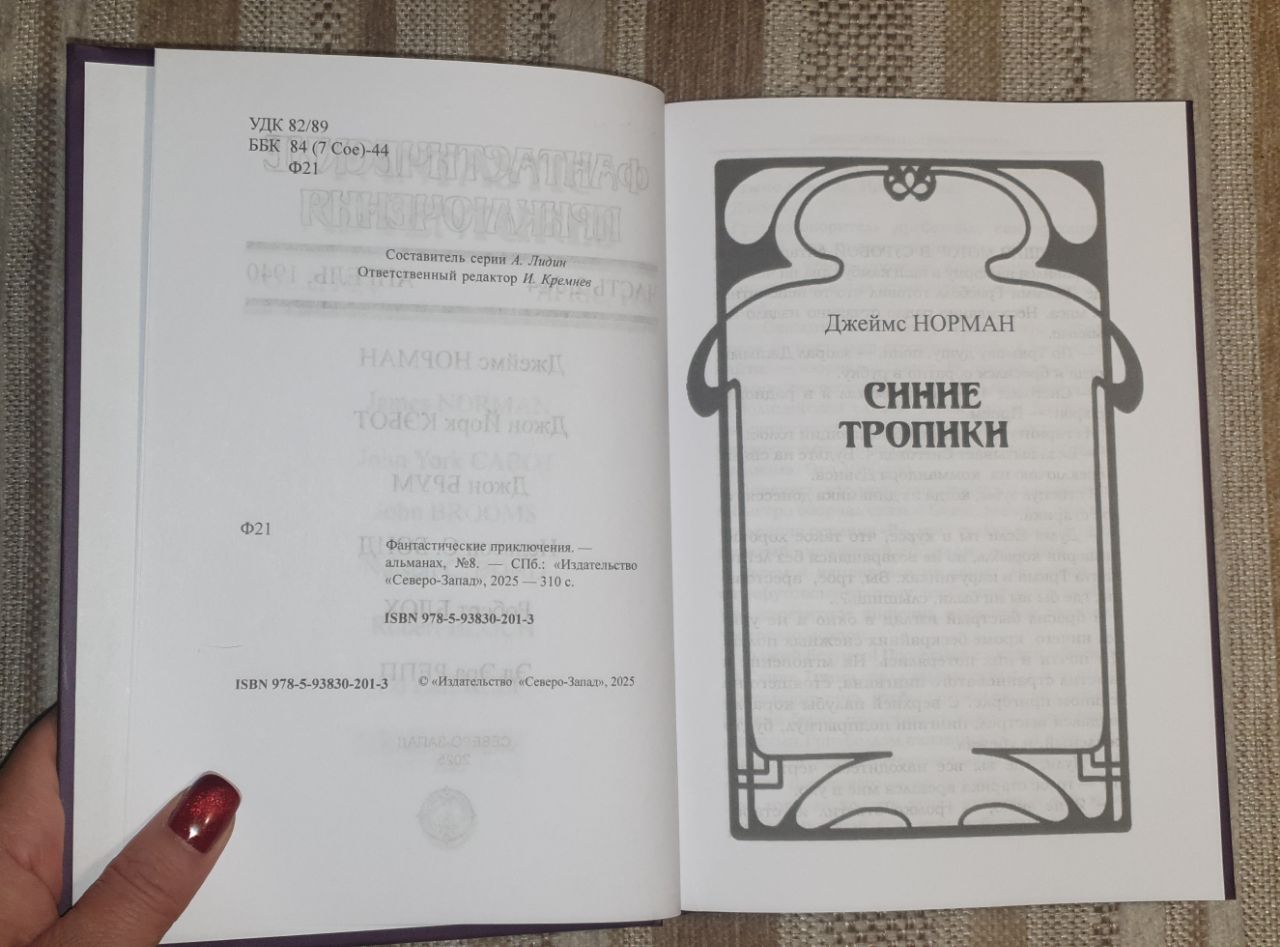 УДК 82/89
ББК 84 (7 Сое)-44
Ф21
Составитель серии А. Лидин
Ответственный редактор И. Кремнев
Ф21
Фантастические приключения. —
альманах, №8. — СПб.: «Издательство
«Северо-Запад», 2025 — 310 с.
ISBN 978-5-93830-201-3
ISBN 978-5-93830-201-3
© «Издательство «Северо-Запад», 2025
Джеймс НОРМАН
СИНИЕ
ТРОПИКИ